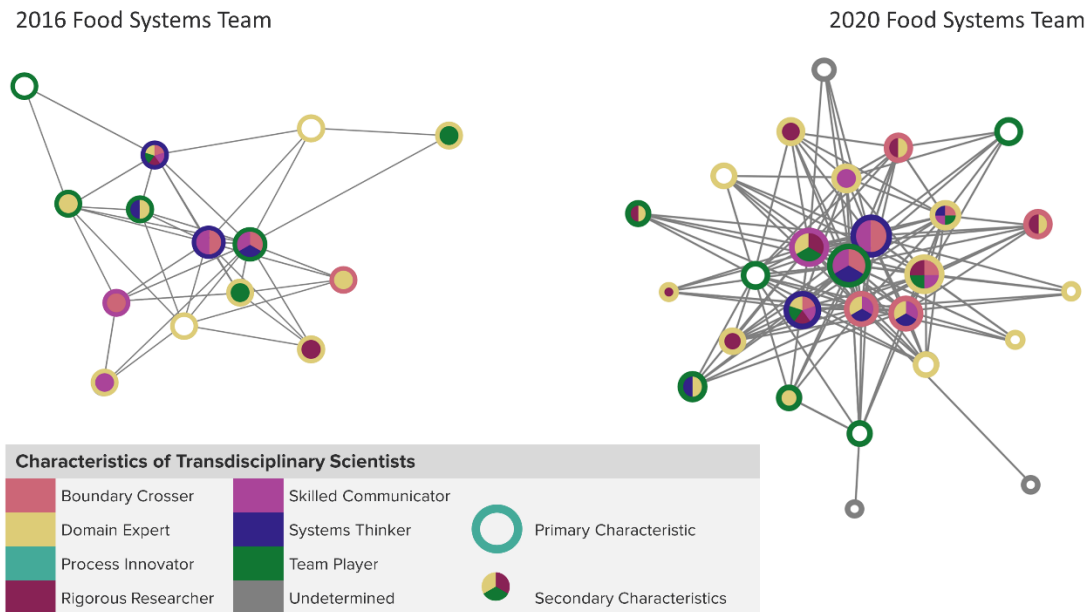 2016 Food Systems Team
2020 Food Systems Team
Characteristics of Transdisciplinary Scientists
Boundary Crosser
Domain Expert
Process Innovator
Rigorous Researcher
Skilled Communicator
Systems Thinker
Team Player
Undetermined
Primary Characteristic
Secondary Characteristics